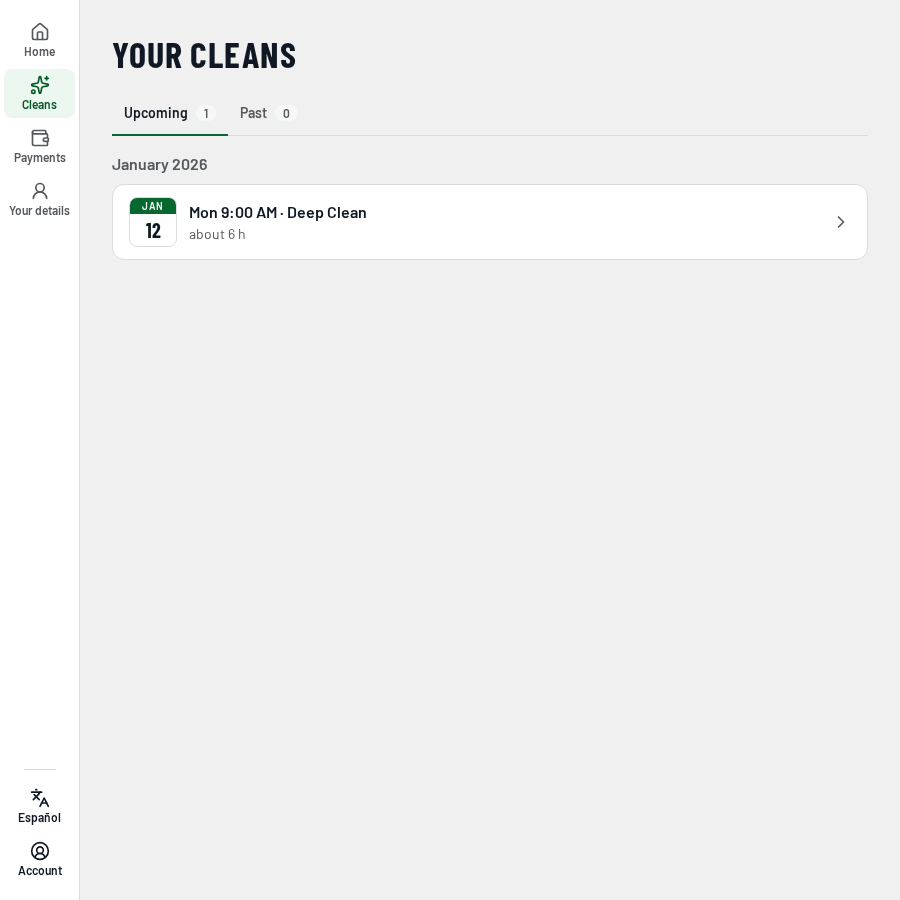 Home
Cleans
Payments
Your details
Español
Account
YOUR CLEANS
Upcoming 1 Past 0
January 2026
JAN
12
Mon 9:00 AM · Deep Clean
about 6 h